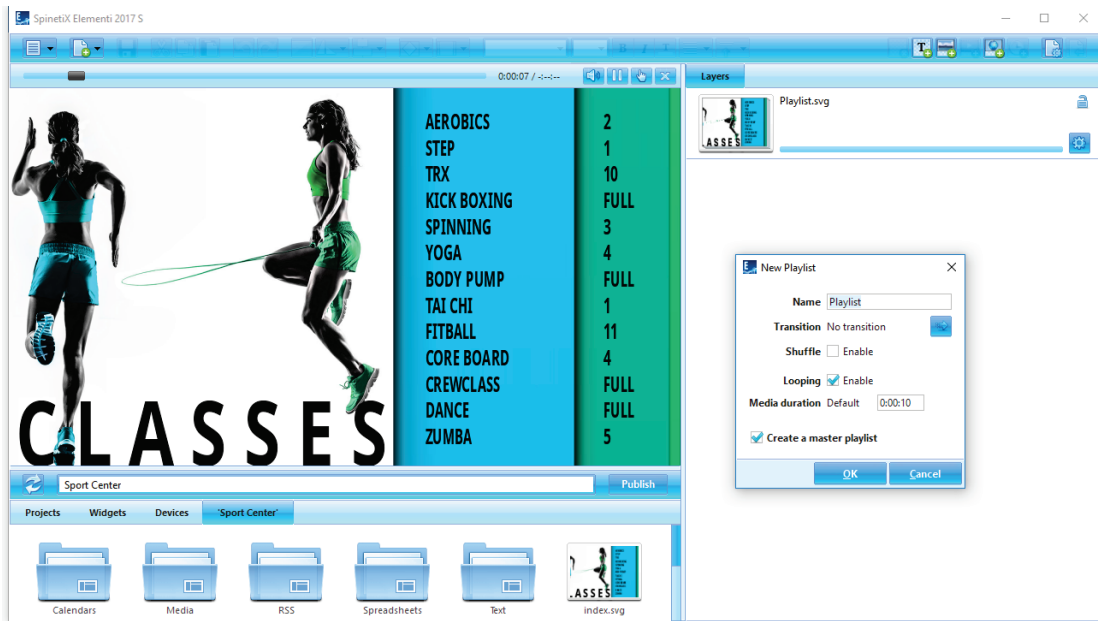 SpinetiX Elementi 2017 S
B I T
0:00:07 / -:--:--
Layers
Playlist.svg
ASSES
AEROBICS 2
STEP 1
TRX 10
KICK BOXING FULL
SPINNING 3
YOGA 4
BODY PUMP FULL
TAI CHI 1
FITBALL 11
CORE BOARD 4
CREWCLASS FULL
DANCE FULL
ZUMBA 5
CLASSES
New Playlist
Name Playlist
Transition No transition
Shuffle Enable
Looping Enable
Media duration Default 0:00:10
Create a master playlist
OK Cancel
Sport Center Publish
Projects Widgets Devices 'Sport Center'
ASSES
Calendars Media RSS Spreadsheets Text index.svg